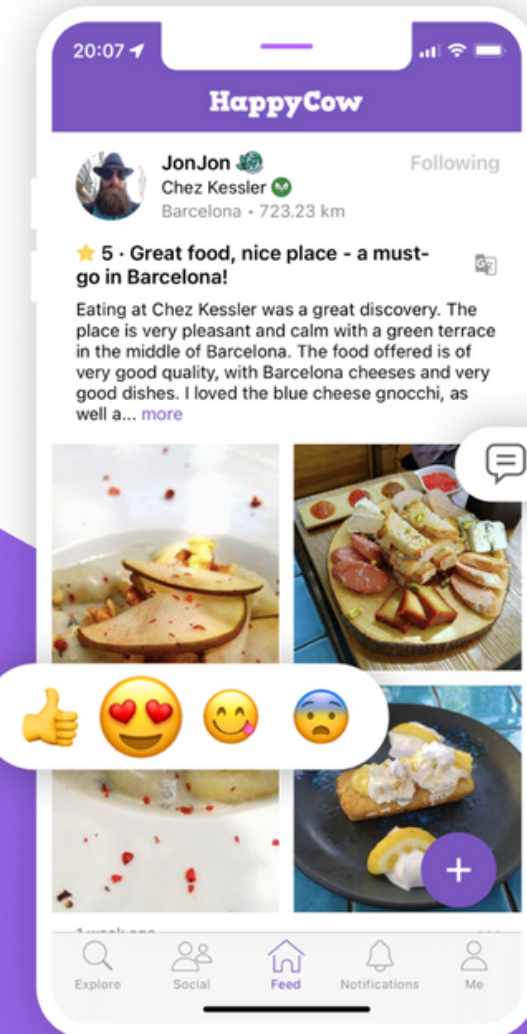 20:07
HappyCow
JonJon
Following
Chez Kessler
Barcelona • 723.23 km
5 · Great food, nice place - a must-
go in Barcelona!
Eating at Chez Kessler was a great discovery. The
place is very pleasant and calm with a green terrace
in the middle of Barcelona. The food offered is of
very good quality, with Barcelona cheeses and very
good dishes. I loved the blue cheese gnocchi, as
well a... more
1 week ago
Explore
Social
Feed
Notifications
Me